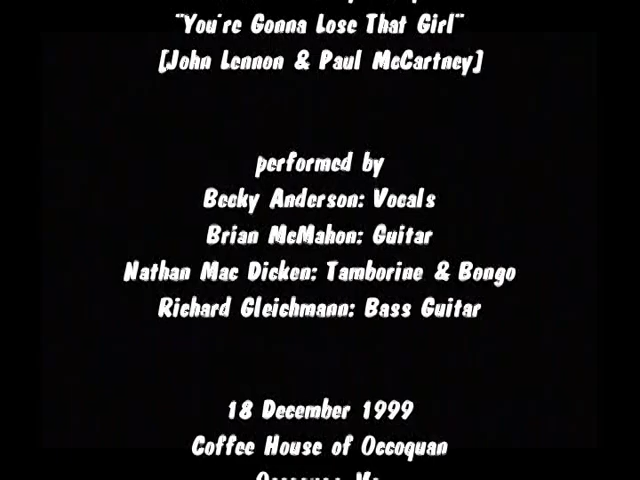 "You're Gonna Lose That Girl"
[John Lennon & Paul McCartney]
performed by
Becky Anderson: Vocals
Brian McMahon: Guitar
Nathan Mac Dicken: Tamborine & Bongo
Richard Gleichmann: Bass Guitar
18 December 1999
Coffee House of Occoquan